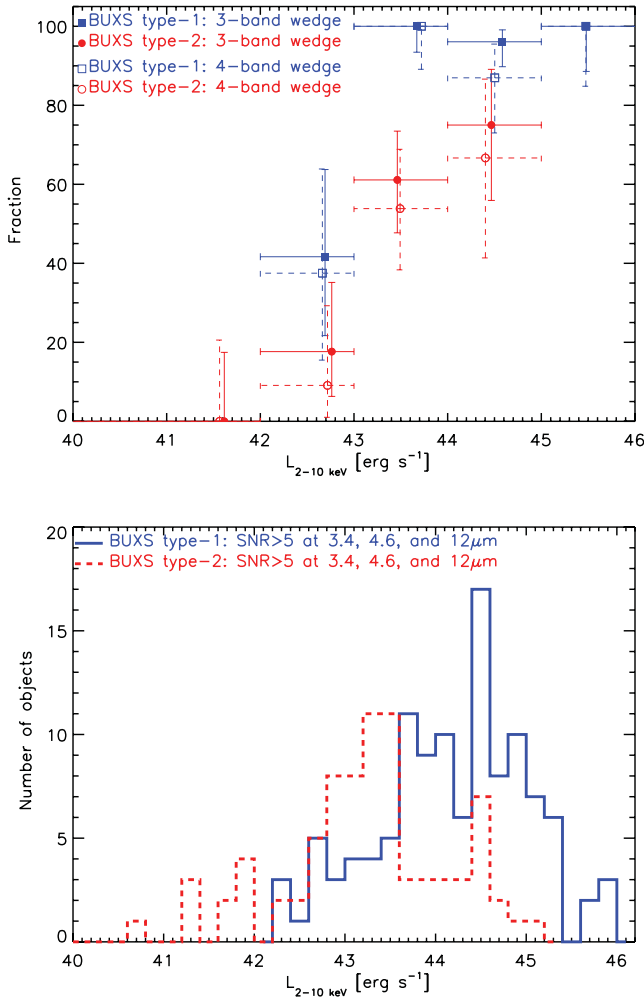 BUXS type-1: 3-band wedge
BUXS type-2: 3-band wedge
BUXS type-1: 4-band wedge
BUXS type-2: 4-band wedge
100
80
60
40
20
0
Fraction
40 41 42 43 44 45 46
L2-10 keV [erg s⁻¹]
BUXS type-1: SNR>5 at 3.4, 4.6, and 12μm
BUXS type-2: SNR>5 at 3.4, 4.6, and 12μm
20
15
10
5
0
Number of objects
40 41 42 43 44 45 46
L2-10 keV [erg s⁻¹]